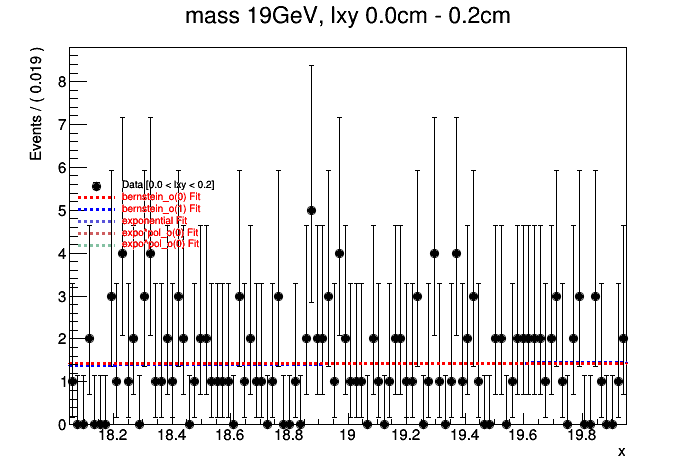 mass 19GeV, lxy 0.0cm - 0.2cm
Events / ( 0.019 )
8
7
6
5
4
3
2
1
0
Data [0.0 < lxy < 0.2]
bernstein_o(0) Fit
bernstein_o(1) Fit
exponential Fit
expo*pol_o(0) Fit
expo*pol_o(0) Fit
18.2 18.4 18.6 18.8 19 19.2 19.4 19.6 19.8
x